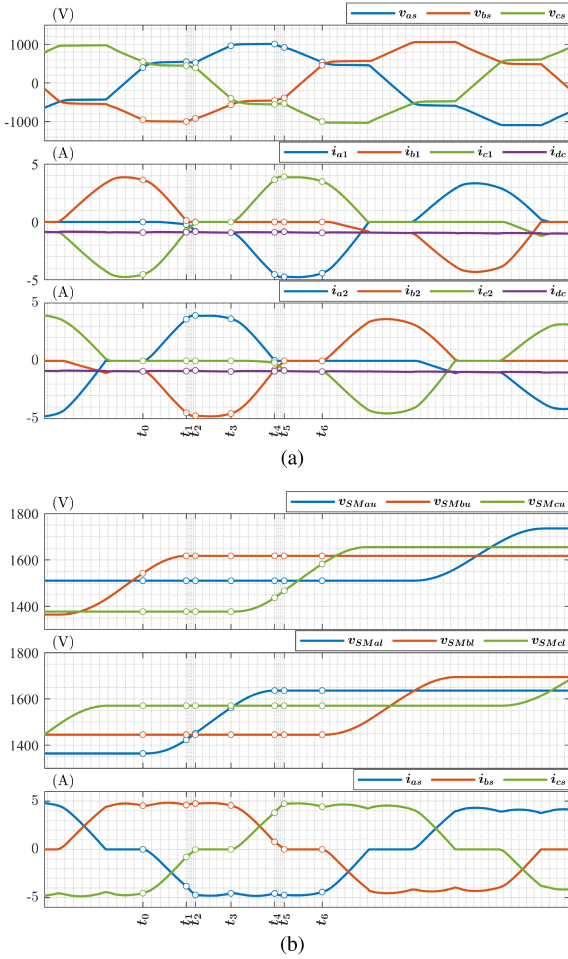 (V) v_as v_bs v_cs
1000
0
-1000
(A) i_a1 i_b1 i_c1 i_dc
5
0
-5
(A) i_a2 i_b2 i_c2 i_dc
5
0
-5
t_0 t_1 t_2 t_3 t_4 t_5 t_6
(a)
(V) v_SMau v_SMbu v_SMcu
1800
1600
1400
(V) v_SMal v_SMbl v_SMcl
1800
1600
1400
(A) i_as i_bs i_cs
5
0
-5
t_0 t_1 t_2 t_3 t_4 t_5 t_6
(b)